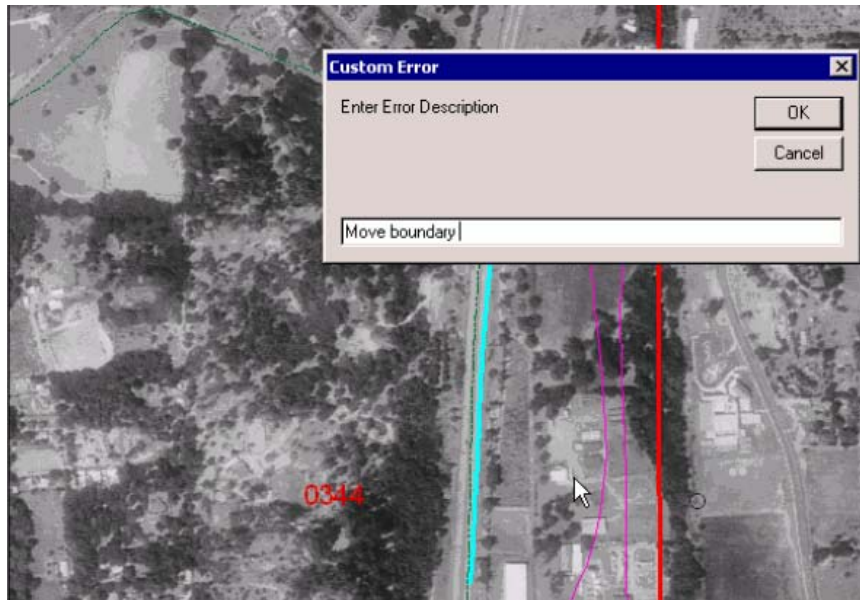 Custom Error
Enter Error Description
OK
Cancel
Move boundary
0344